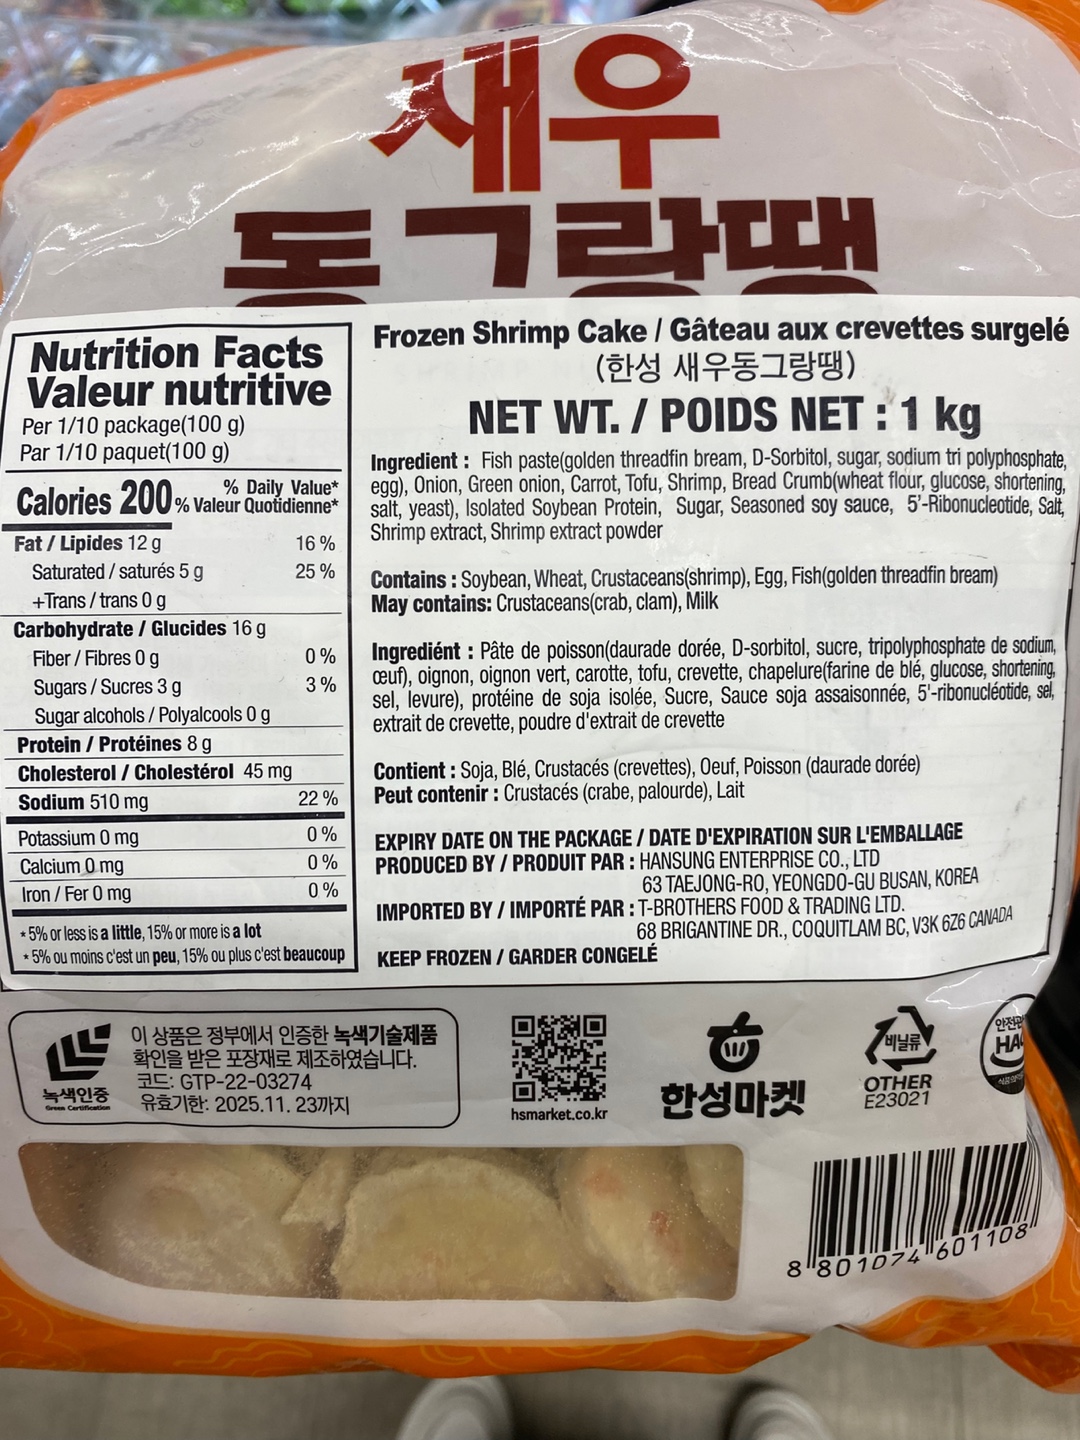 새우
동그랑땡
Nutrition Facts
Valeur nutritive
Per 1/10 package(100 g)
Par 1/10 paquet(100 g)
Calories 200
% Daily Value*
% Valeur Quotidienne*
Fat / Lipides 12 g 16 %
Saturated / saturés 5 g 25 %
+Trans / trans 0 g
Carbohydrate / Glucides 16 g
Fiber / Fibres 0 g 0 %
Sugars / Sucres 3 g 3 %
Sugar alcohols / Polyalcools 0 g
Protein / Protéines 8 g
Cholesterol / Cholestérol 45 mg
Sodium 510 mg 22 %
Potassium 0 mg 0 %
Calcium 0 mg 0 %
Iron / Fer 0 mg 0 %
* 5% or less is a little, 15% or more is a lot
* 5% ou moins c'est un peu, 15% ou plus c'est beaucoup
Frozen Shrimp Cake / Gâteau aux crevettes surgelé
(한성 새우동그랑땡)
NET WT. / POIDS NET : 1 kg
Ingredient : Fish paste(golden threadfin bream, D-Sorbitol, sugar, sodium tri polyphosphate,
egg), Onion, Green onion, Carrot, Tofu, Shrimp, Bread Crumb(wheat flour, glucose, shortening,
salt, yeast), Isolated Soybean Protein, Sugar, Seasoned soy sauce, 5'-Ribonucleotide, Salt,
Shrimp extract, Shrimp extract powder
Contains : Soybean, Wheat, Crustaceans(shrimp), Egg, Fish(golden threadfin bream)
May contains: Crustaceans(crab, clam), Milk
Ingrediént : Pâte de poisson(daurade dorée, D-sorbitol, sucre, tripolyphosphate de sodium,
œuf), oignon, oignon vert, carotte, tofu, crevette, chapelure(farine de blé, glucose, shortening,
sel, levure), protéine de soja isolée, Sucre, Sauce soja assaisonnée, 5'-ribonucléotide, sel,
extrait de crevette, poudre d'extrait de crevette
Contient : Soja, Blé, Crustacés (crevettes), Oeuf, Poisson (daurade dorée)
Peut contenir : Crustacés (crabe, palourde), Lait
EXPIRY DATE ON THE PACKAGE / DATE D'EXPIRATION SUR L'EMBALLAGE
PRODUCED BY / PRODUIT PAR : HANSUNG ENTERPRISE CO., LTD
63 TAEJONG-RO, YEONGDO-GU BUSAN, KOREA
IMPORTED BY / IMPORTÉ PAR : T-BROTHERS FOOD & TRADING LTD.
68 BRIGANTINE DR., COQUITLAM BC, V3K 6Z6 CANADA
KEEP FROZEN / GARDER CONGELÉ
녹색인증
Green Certification
이 상품은 정부에서 인증한 녹색기술제품
확인을 받은 포장재로 제조하였습니다.
코드: GTP-22-03274
유효기한: 2025.11. 23까지
hsmarket.co.kr
한성마켓
비닐류
OTHER
E23021
안전관
HA
8 801074 601108